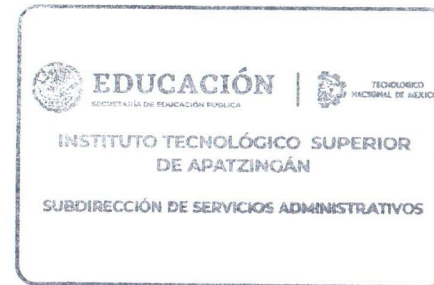 EDUCACIÓN
SECRETARÍA DE EDUCACIÓN PÚBLICA
TECNOLÓGICO
NACIONAL DE MÉXICO
INSTITUTO TECNOLÓGICO SUPERIOR
DE APATZINGÁN
SUBDIRECCIÓN DE SERVICIOS ADMINISTRATIVOS